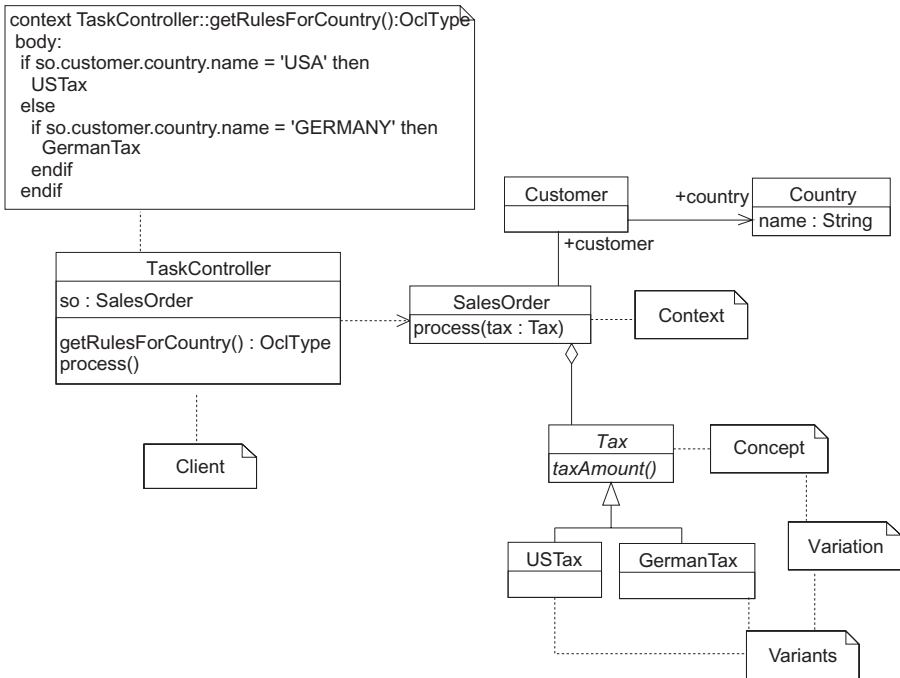 context TaskController::getRulesForCountry():OclType
body:
if so.customer.country.name = 'USA' then
USTax
else
if so.customer.country.name = 'GERMANY' then
GermanTax
endif
endif
Customer
+country
Country
name : String
+customer
TaskController
so : SalesOrder
getRulesForCountry() : OclType
process()
SalesOrder
process(tax : Tax)
Context
Client
Tax
taxAmount()
Concept
Variation
USTax
GermanTax
Variants